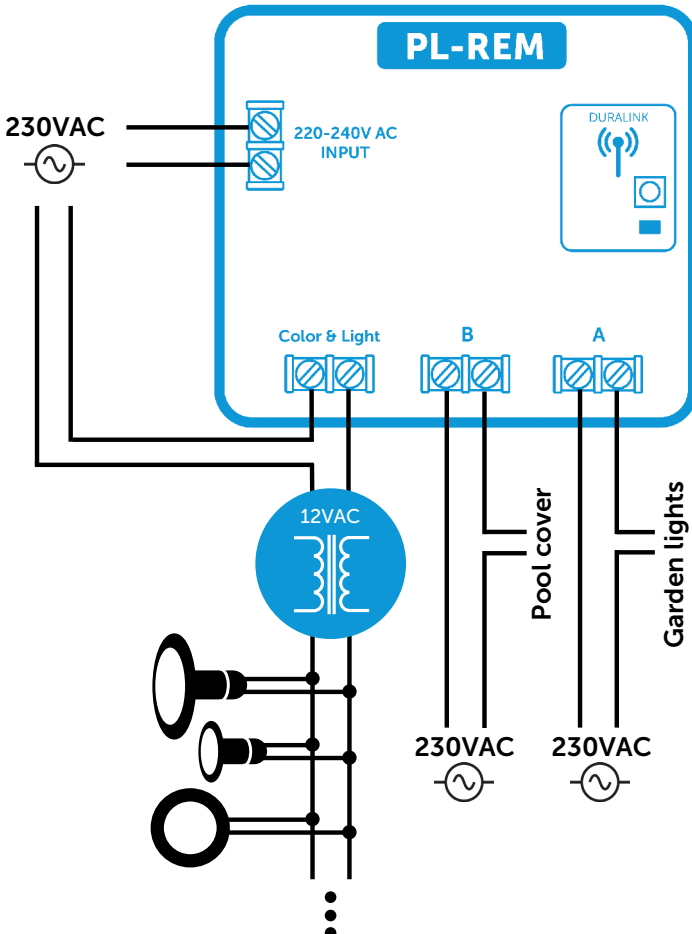 PL-REM
230VAC
220-240V AC
INPUT
DURALINK
Color & Light
B
A
12VAC
Pool cover
Garden lights
230VAC
230VAC